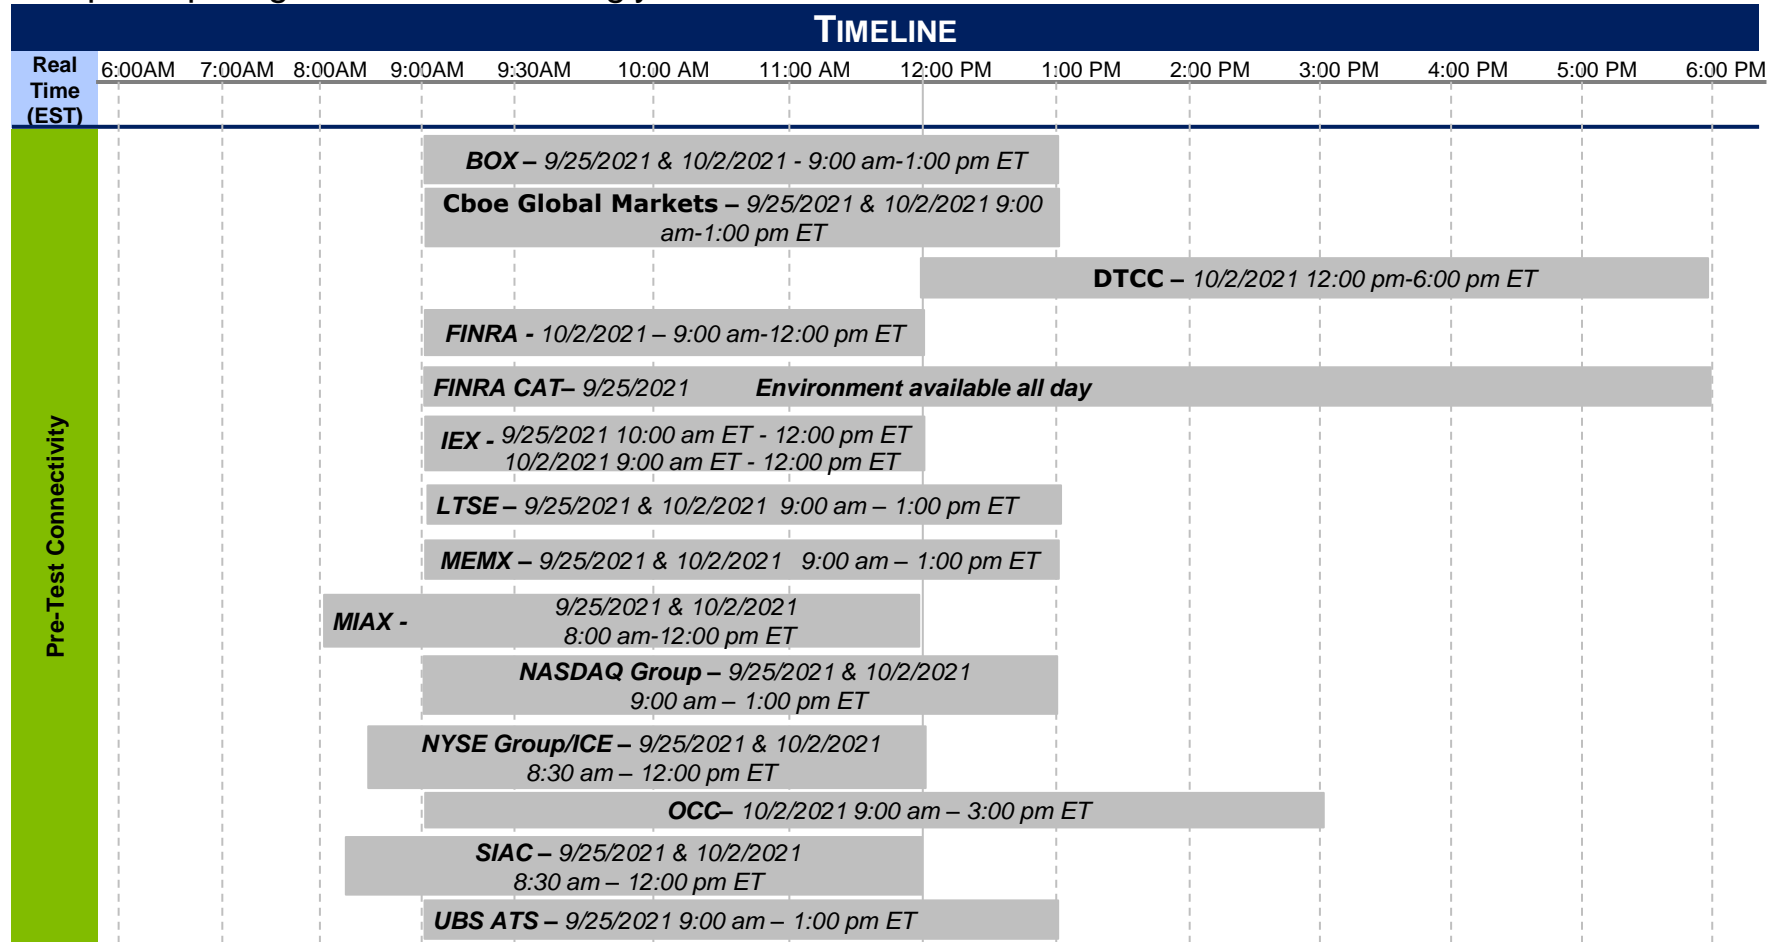 TIMELINE
Real
Time
(EST)
6:00AM 7:00AM 8:00AM 9:00AM 9:30AM 10:00 AM 11:00 AM 12:00 PM 1:00 PM 2:00 PM 3:00 PM 4:00 PM 5:00 PM 6:00 PM
Pre-Test Connectivity
BOX – 9/25/2021 & 10/2/2021 - 9:00 am-1:00 pm ET
Cboe Global Markets – 9/25/2021 & 10/2/2021 9:00
am-1:00 pm ET
DTCC – 10/2/2021 12:00 pm-6:00 pm ET
FINRA - 10/2/2021 – 9:00 am-12:00 pm ET
FINRA CAT– 9/25/2021 Environment available all day
IEX - 9/25/2021 10:00 am ET - 12:00 pm ET
10/2/2021 9:00 am ET - 12:00 pm ET
LTSE – 9/25/2021 & 10/2/2021 9:00 am – 1:00 pm ET
MEMX – 9/25/2021 & 10/2/2021 9:00 am – 1:00 pm ET
MIAX - 9/25/2021 & 10/2/2021
8:00 am-12:00 pm ET
NASDAQ Group – 9/25/2021 & 10/2/2021
9:00 am – 1:00 pm ET
NYSE Group/ICE – 9/25/2021 & 10/2/2021
8:30 am – 12:00 pm ET
OCC– 10/2/2021 9:00 am – 3:00 pm ET
SIAC – 9/25/2021 & 10/2/2021
8:30 am – 12:00 pm ET
UBS ATS – 9/25/2021 9:00 am – 1:00 pm ET